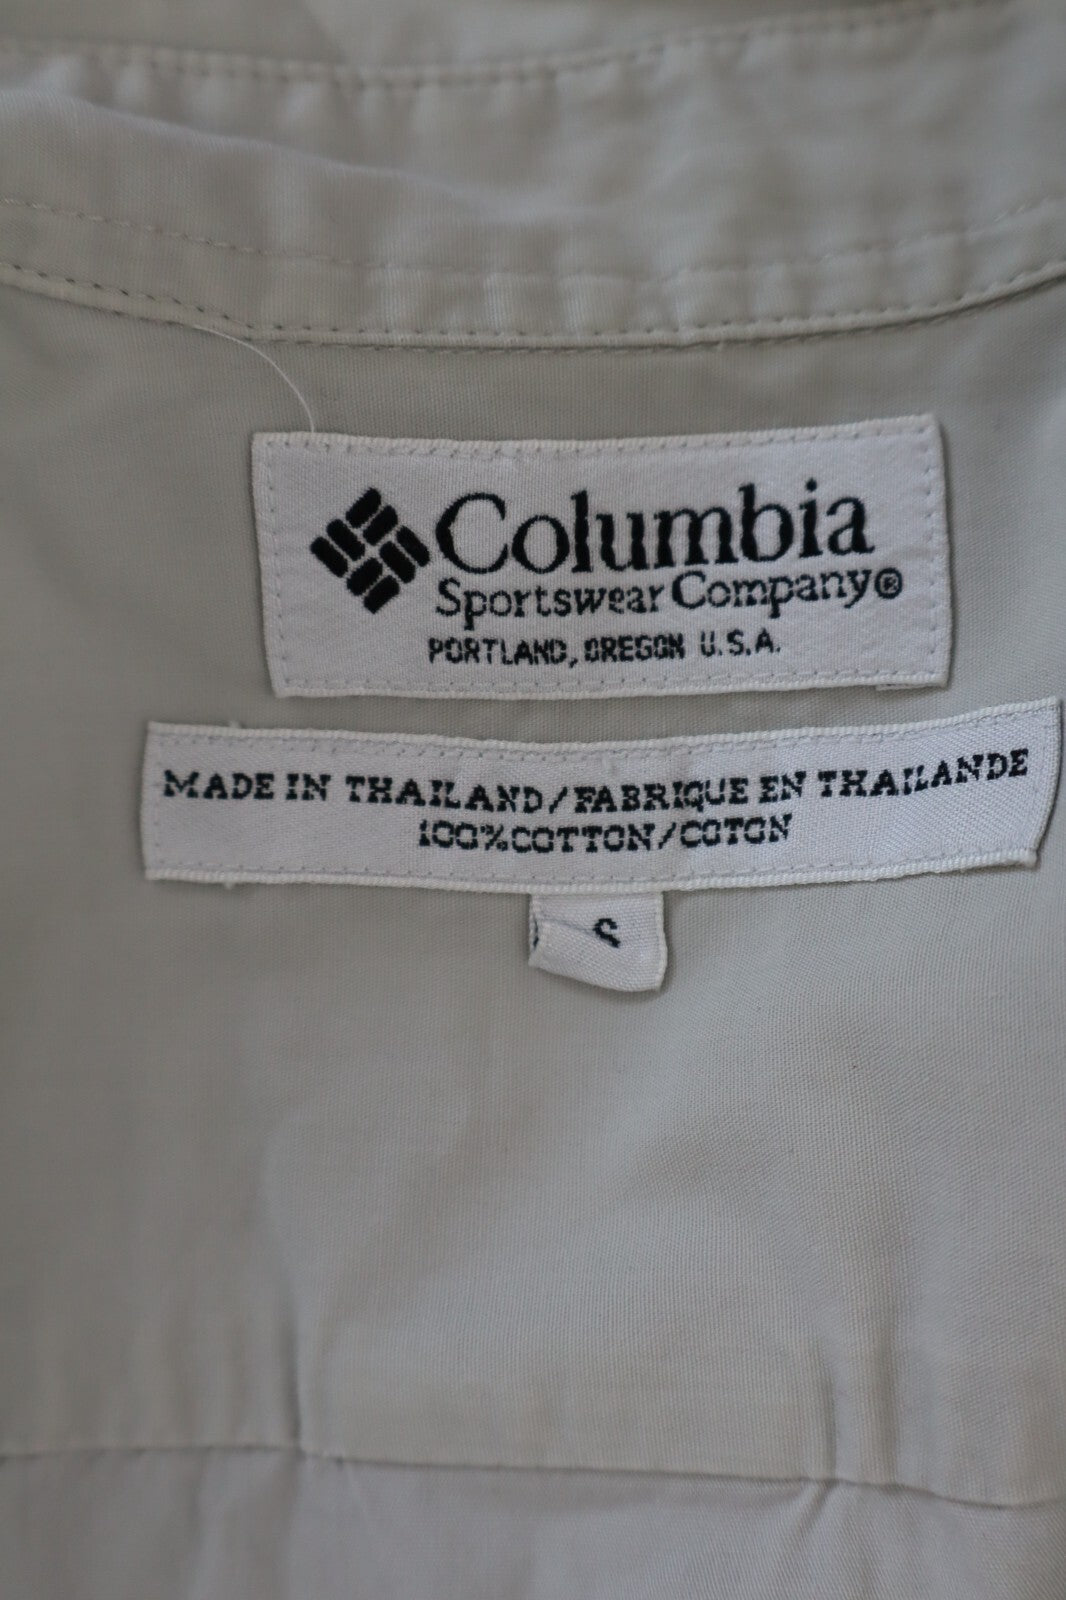 Columbia
Sportswear Company®
PORTLAND, OREGON U.S.A.
MADE IN THAILAND/FABRIQUE EN THAILANDE
100% COTTON/COTON
S